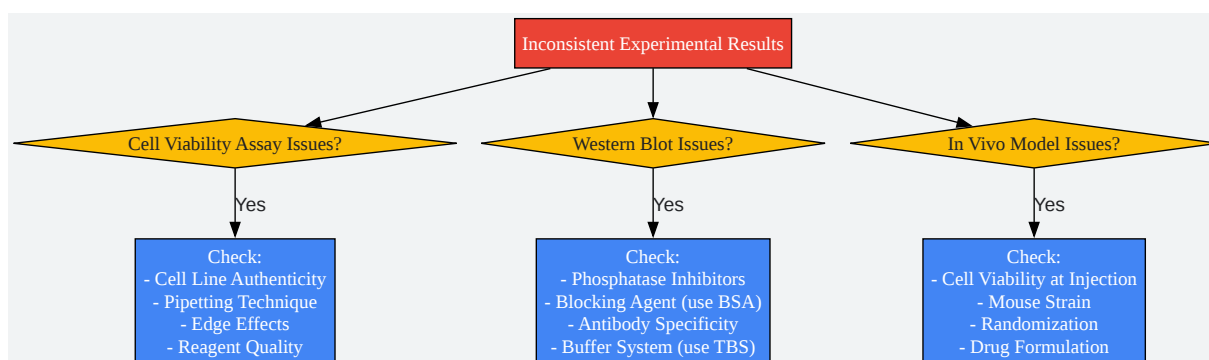 Inconsistent Experimental Results
Cell Viability Assay Issues?
Western Blot Issues?
In Vivo Model Issues?
Yes
Yes
Yes
Check:
- Cell Line Authenticity
- Pipetting Technique
- Edge Effects
- Reagent Quality
Check:
- Phosphatase Inhibitors
- Blocking Agent (use BSA)
- Antibody Specificity
- Buffer System (use TBS)
Check:
- Cell Viability at Injection
- Mouse Strain
- Randomization
- Drug Formulation